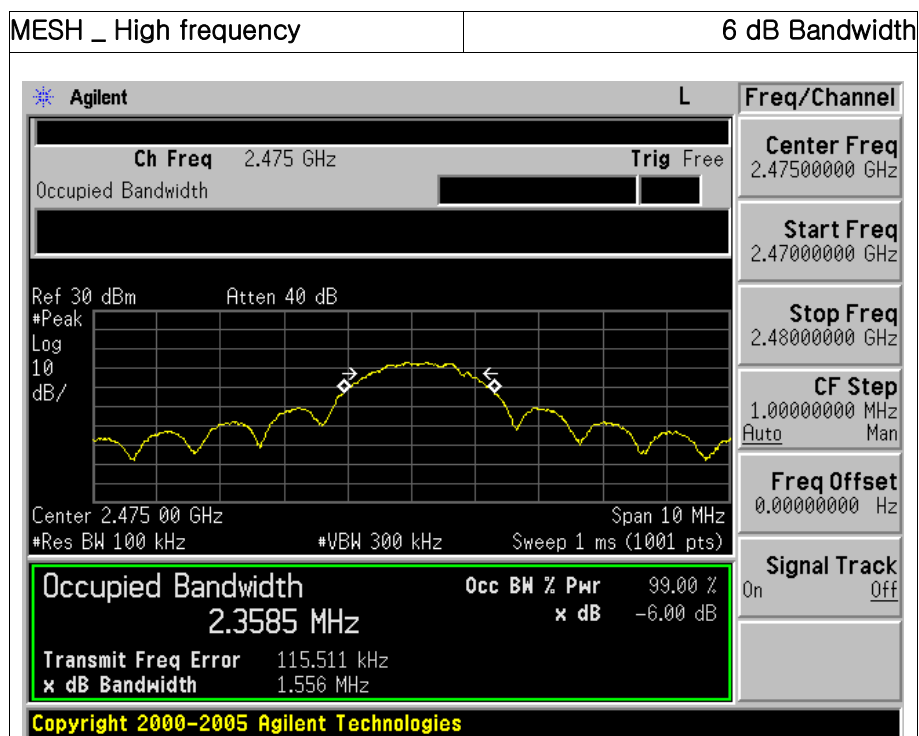 MESH _ High frequency
6 dB Bandwidth
Agilent
L
Freq/Channel
Ch Freq 2.475 GHz
Trig Free
Occupied Bandwidth
Center Freq
2.47500000 GHz
Start Freq
2.47000000 GHz
Stop Freq
2.48000000 GHz
CF Step
1.00000000 MHz
Auto Man
Freq Offset
0.00000000 Hz
Signal Track
On Off
Ref 30 dBm
Atten 40 dB
#Peak
Log
10
dB/
Center 2.475 00 GHz
Span 10 MHz
#Res BW 100 kHz
#VBW 300 kHz
Sweep 1 ms (1001 pts)
Occupied Bandwidth
2.3585 MHz
Occ BW % Pwr 99.00 %
x dB -6.00 dB
Transmit Freq Error 115.511 kHz
x dB Bandwidth 1.556 MHz
Copyright 2000-2005 Agilent Technologies